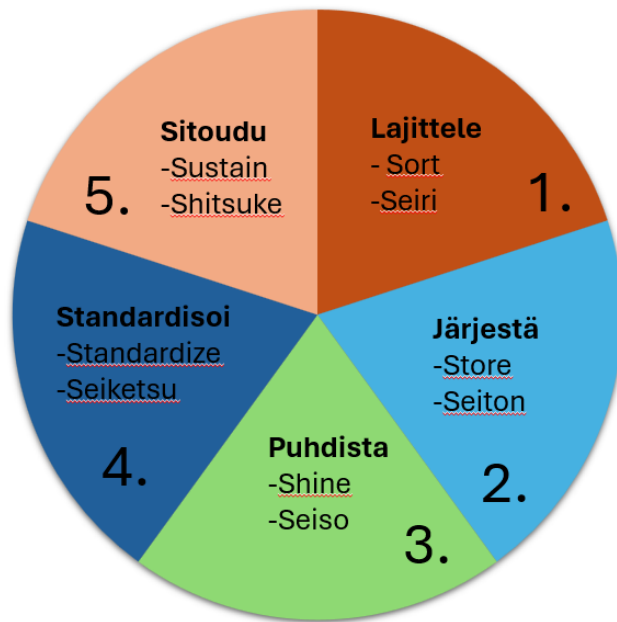 Lajittele
- Sort
-Seiri
1.
Järjestä
-Store
-Seiton
2.
Puhdista
-Shine
-Seiso
3.
Standardisoi
-Standardize
-Seiketsu
4.
Sitoudu
-Sustain
-Shitsuke
5.